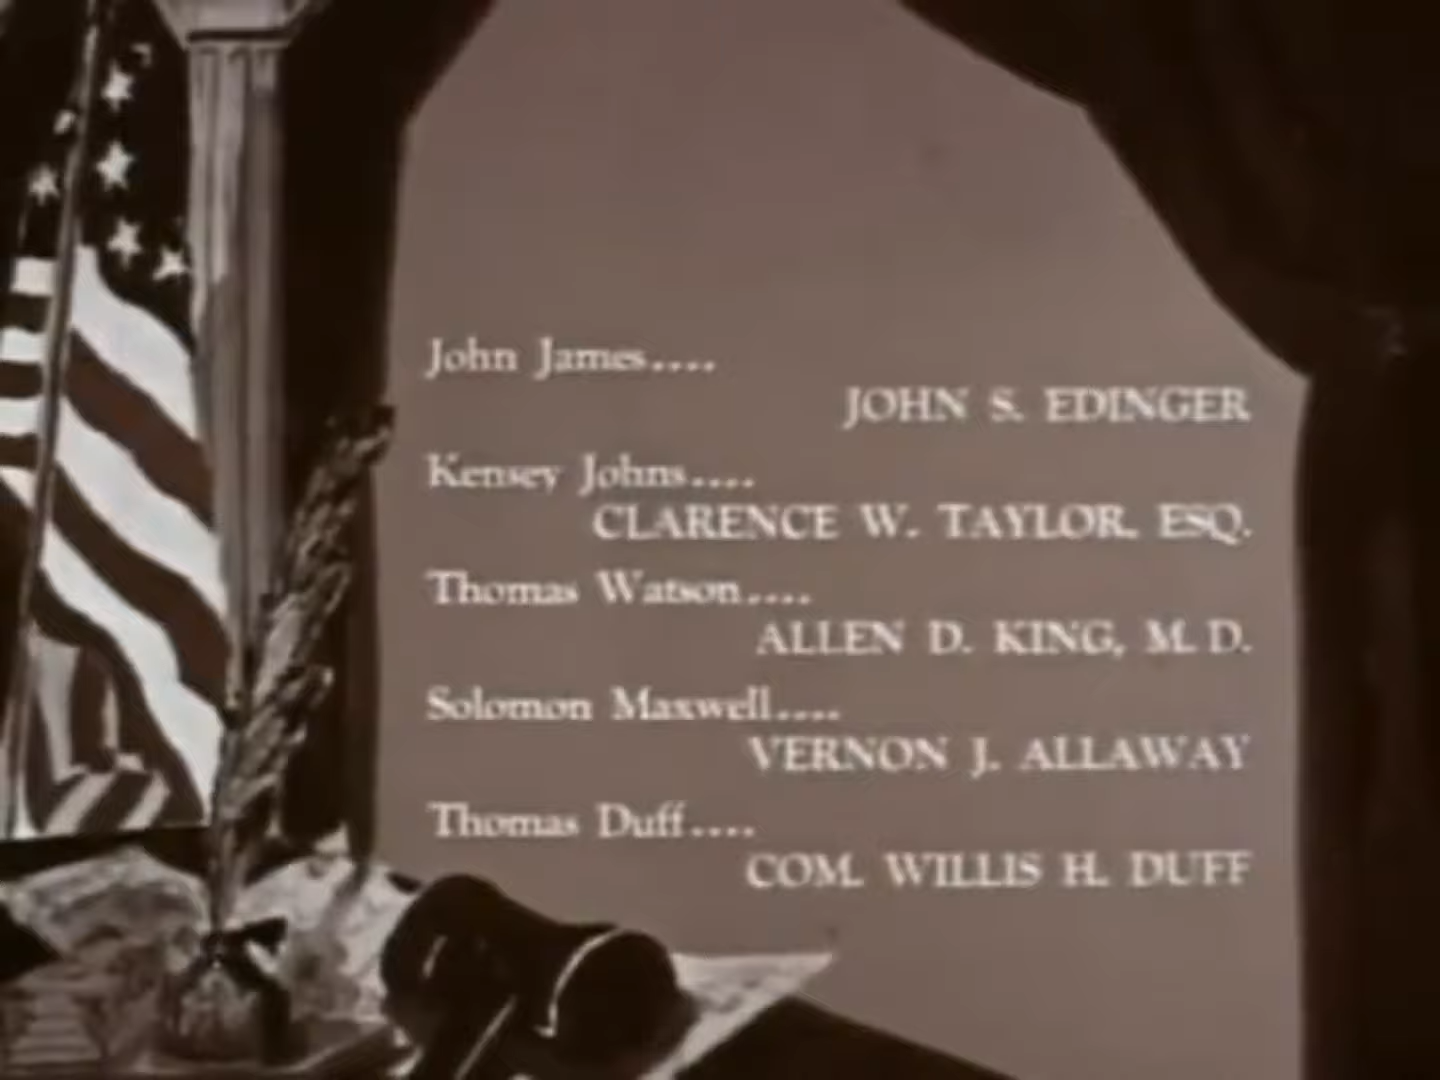 John James....
JOHN S. EDINGER
Kensey Johns....
CLARENCE W. TAYLOR, ESQ.
Thomas Watson....
ALLEN D. KING, M. D.
Solomon Maxwell....
VERNON J. ALLAWAY
Thomas Duff....
COM. WILLIS H. DUFF